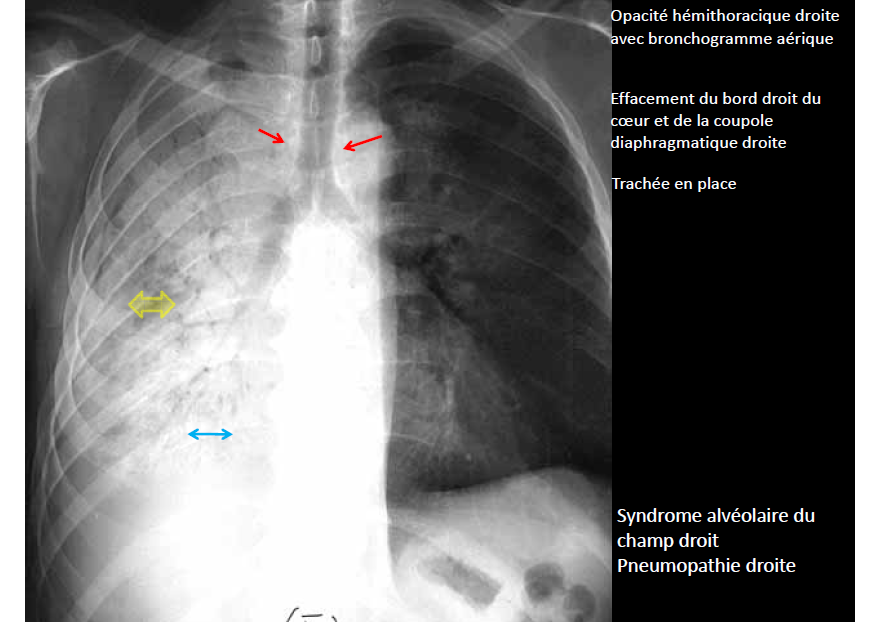 Opacité hémithoracique droite
avec bronchogramme aérique
Effacement du bord droit du
cœur et de la coupole
diaphragmatique droite
Trachée en place
Syndrome alvéolaire du
champ droit
Pneumopathie droite